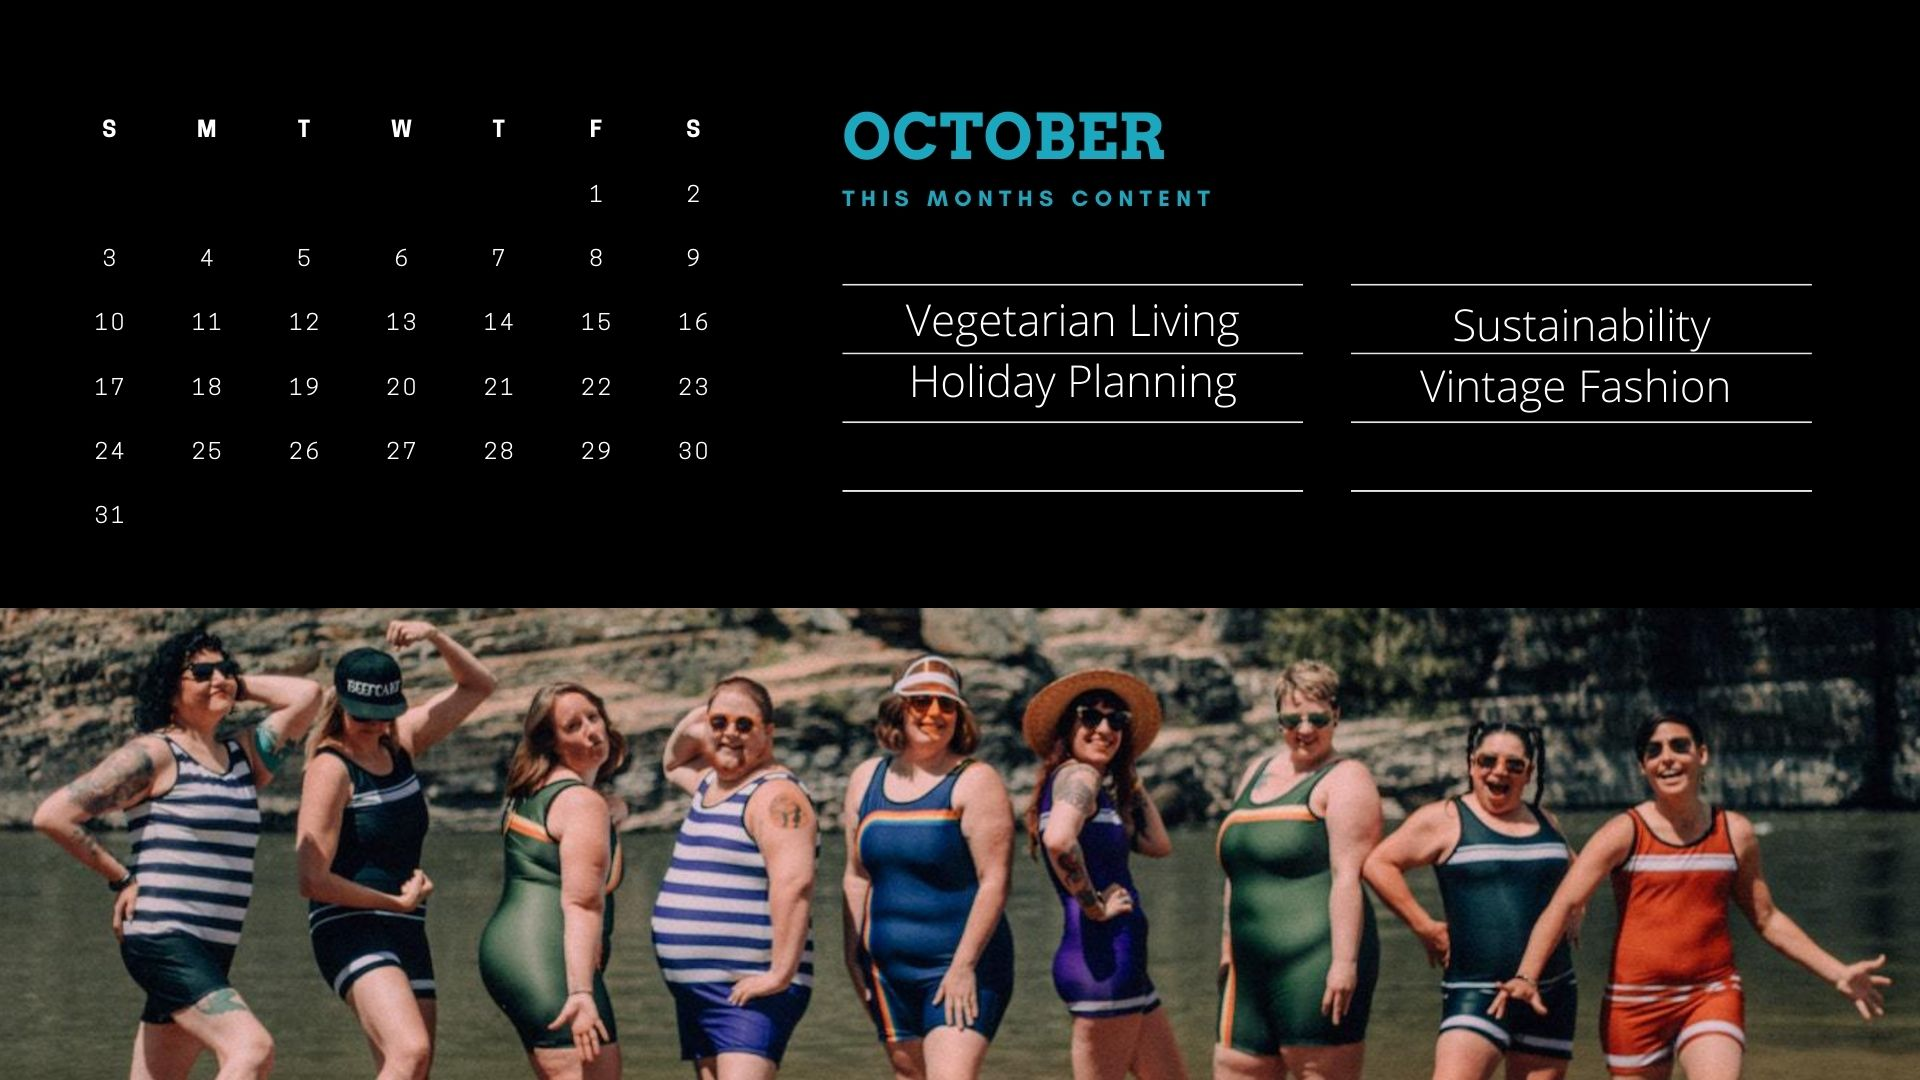 S M T W T F S
1 2
3 4 5 6 7 8 9
10 11 12 13 14 15 16
17 18 19 20 21 22 23
24 25 26 27 28 29 30
31
OCTOBER
THIS MONTHS CONTENT
Vegetarian Living
Holiday Planning
Sustainability
Vintage Fashion
BEEFCAKE